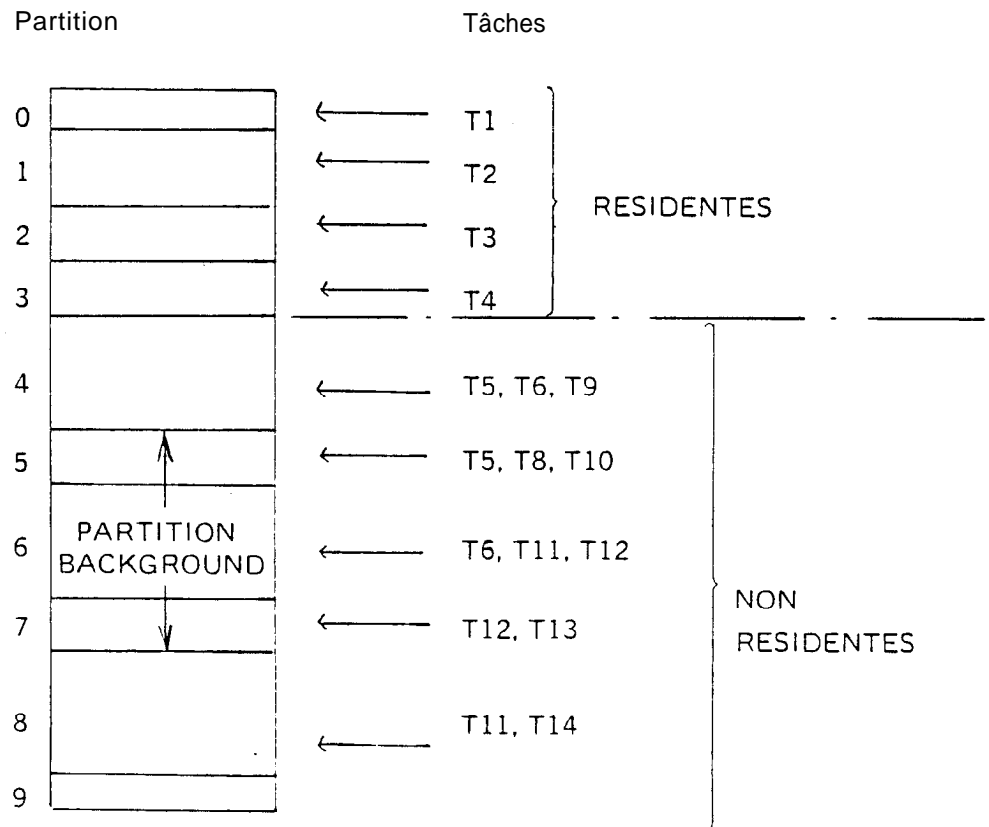 Partition Tâches
0 T1
1 T2
RESIDENTES
2 T3
3 T4
4 T5, T6, T9
5 T5, T8, T10
PARTITION
6 T6, T11, T12
BACKGROUND
NON
7 T12, T13
RESIDENTES
8 T11, T14
9